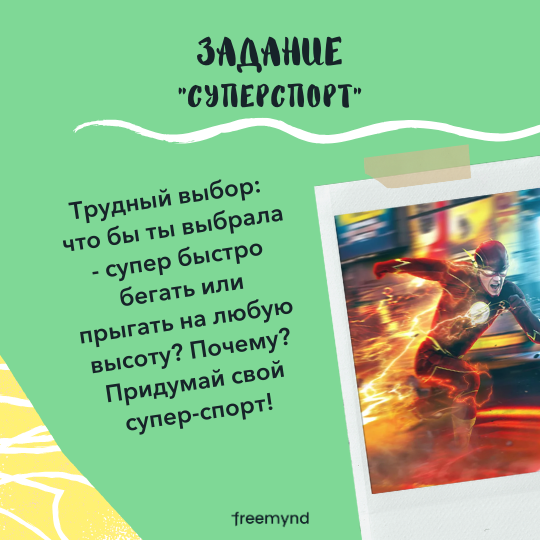 ЗАДАНИЕ
"СУПЕРСПОРТ"
Трудный выбор:
что бы ты выбрала
- супер быстро
бегать или
прыгать на любую
высоту? Почему?
Придумай свой
супер-спорт!
freemynd